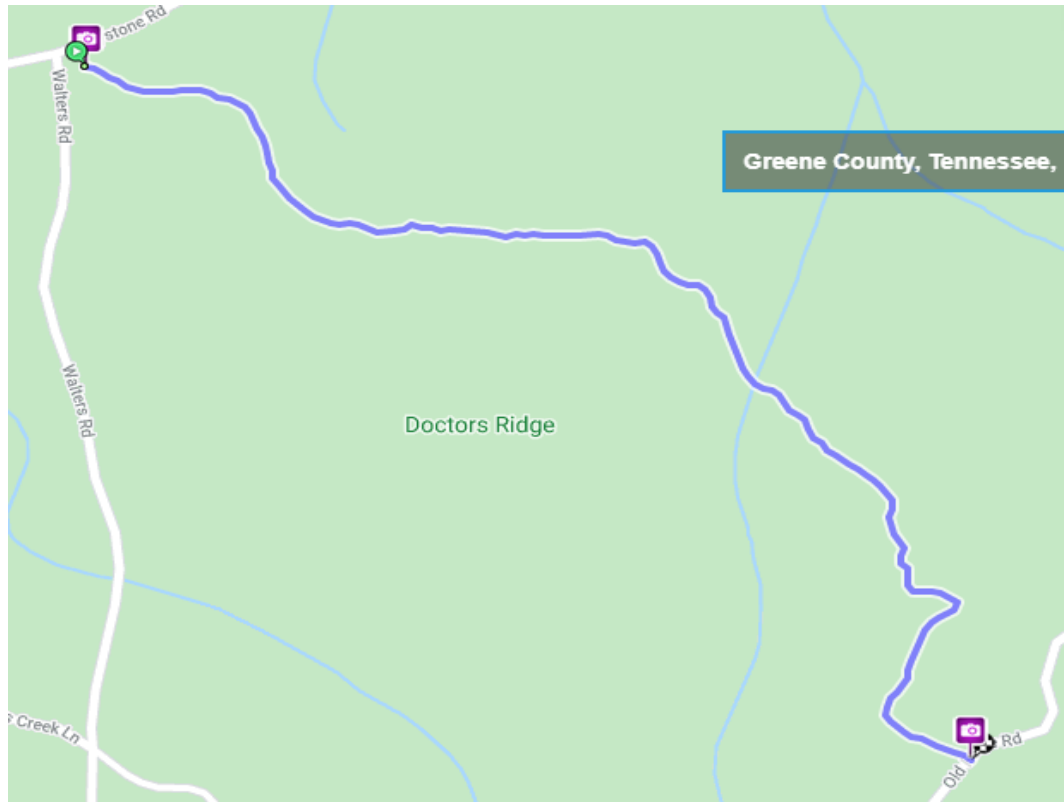 stone Rd
Walters Rd
Greene County, Tennessee,
Walters Rd
Doctors Ridge
s Creek Ln
Old Rd